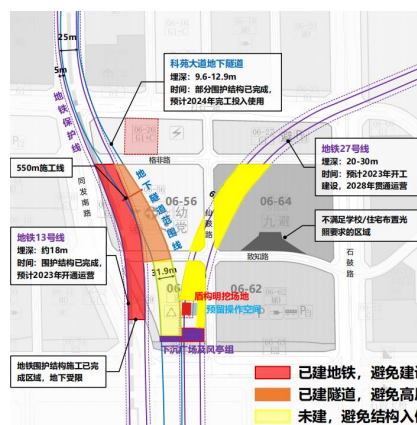 25m
5m
科苑大道地下隧道
埋深：9.6-12.9m
时间：部分围护结构已完成，
预计2024年完工投入使用
地铁保护线
06-20
格非路
550m施工线
地铁27号线
埋深：20-30m
时间：预计2023年开工
建设，2028年贯通运营
同发南路
地下隧道范围线
06-56
幼
党
仙鼓路
06-64
九避
不满足学校/住宅布置光
照要求的区域
地铁13号线
埋深：约18m
时间：围护结构已完成，
预计2023年开通运营
致知路
石鼓路
31.9m
06-62
盾构明挖场地
预留操作空间
下沉广场及风亭组
地铁围护结构施工已完
成区域，地下受限
已建地铁，避免建
已建隧道，避免高
未建，避免结构入